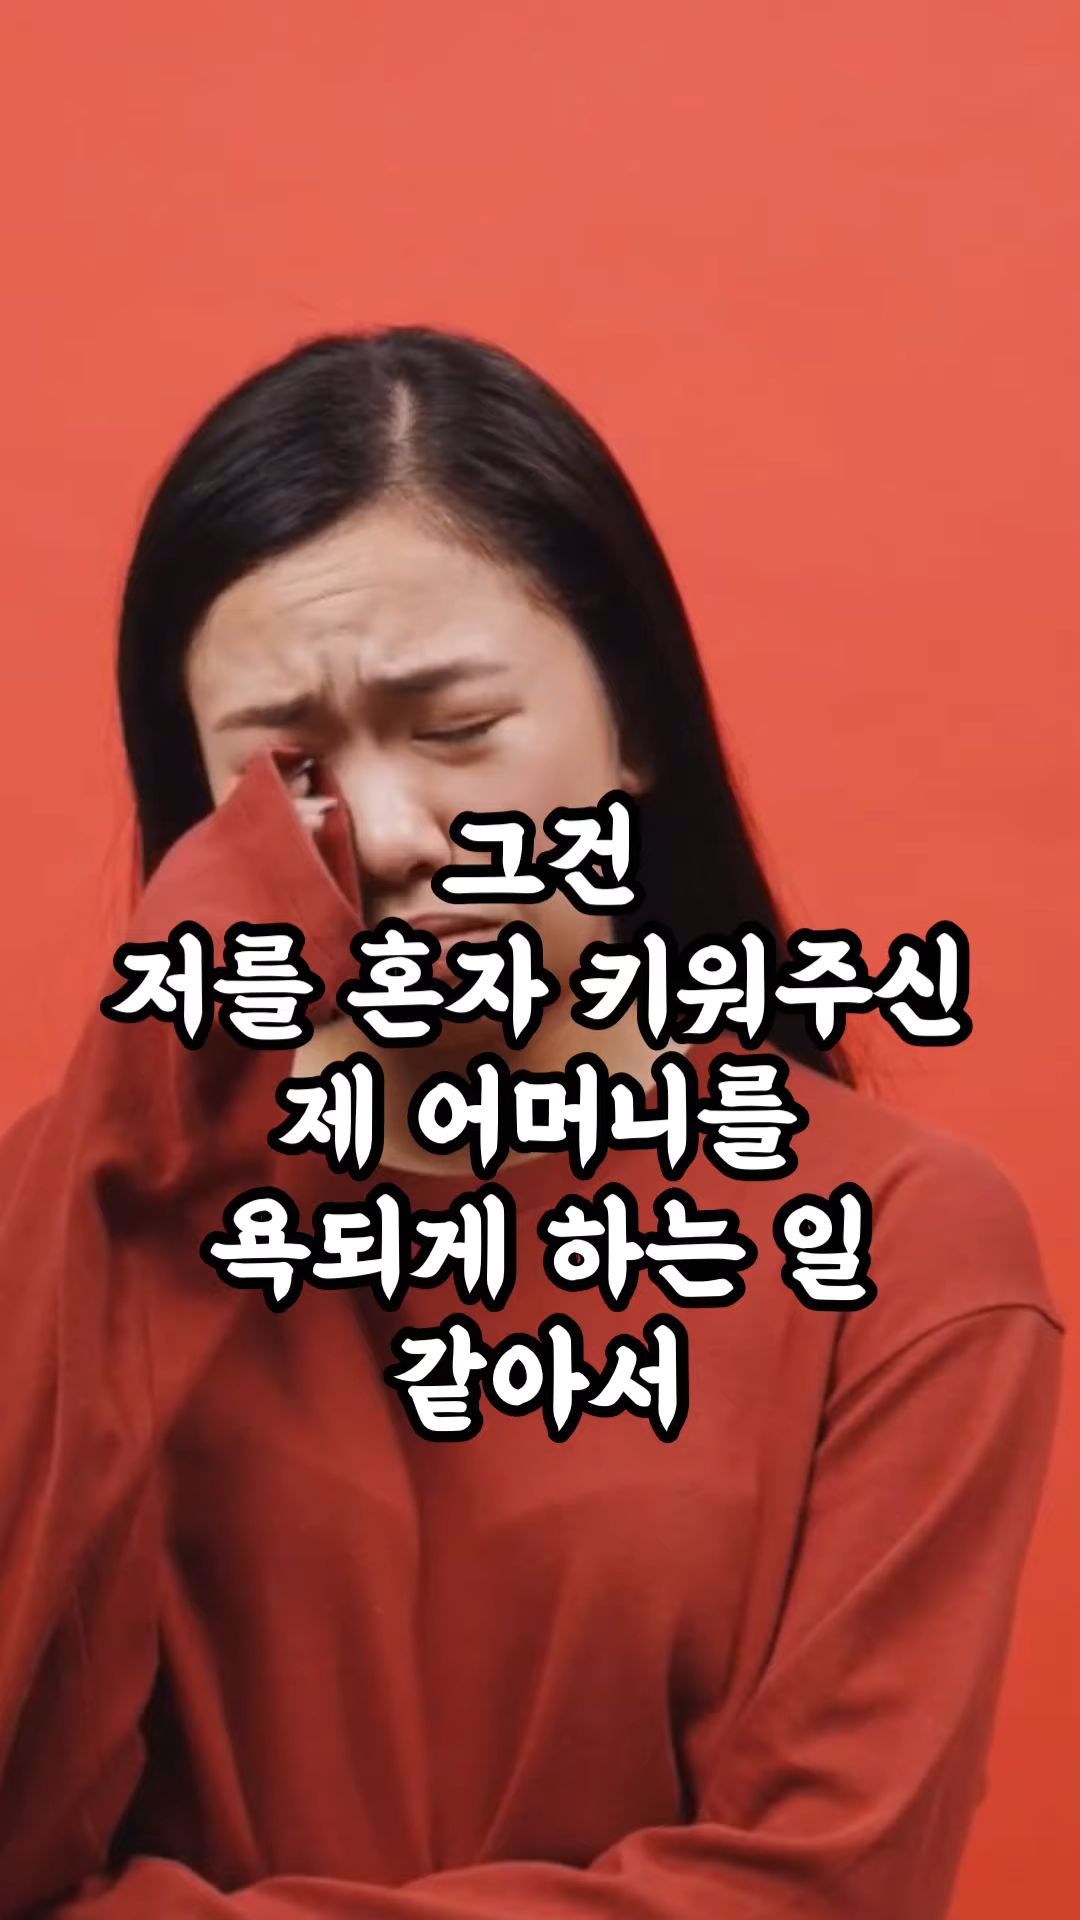 그건
저를 혼자 키워주신
제 어머니를
욕되게 하는 일
같아서